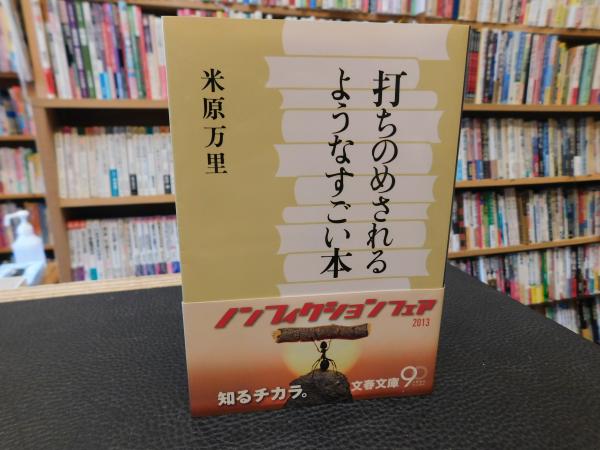 打ちのめされる
ようなすごい本
米原万里
ノンフィクションフェア
2013
知るチカラ。
文春文庫
90